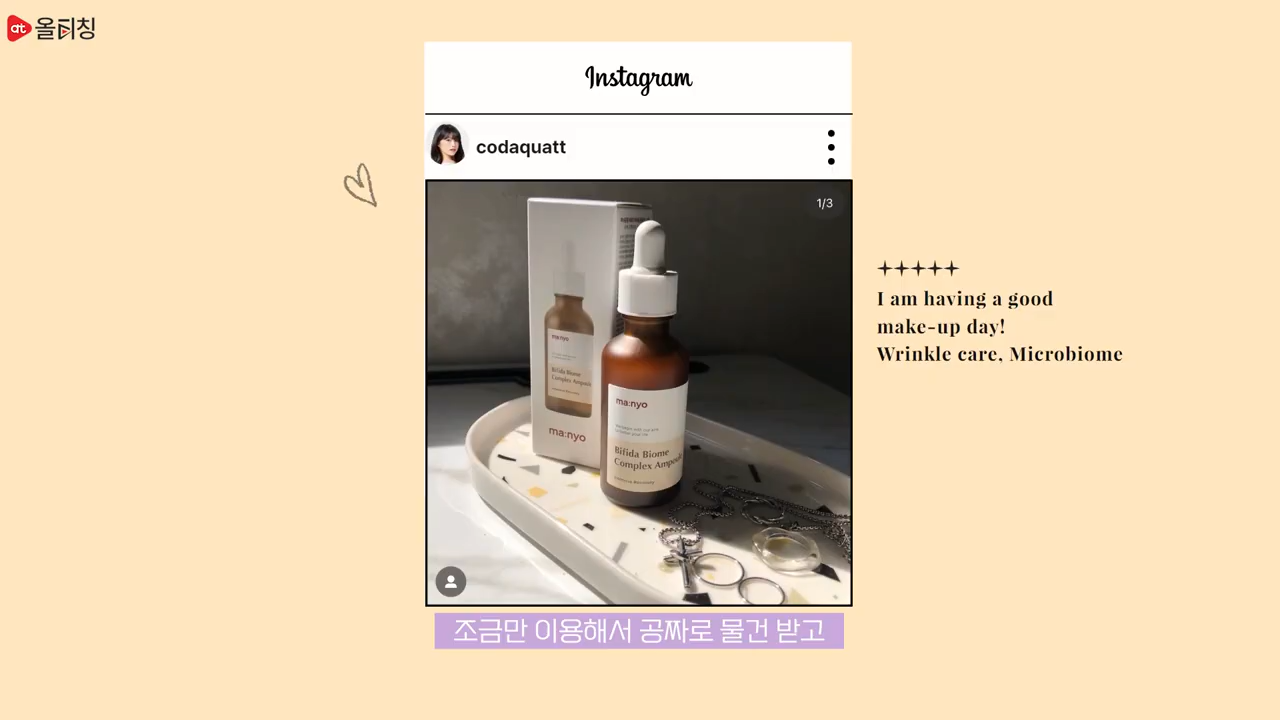 at 올티칭
Instagram
codaquatt
1/3
ma:nyo
Bifida Biome
Complex Ampoule
ma:nyo
ma:nyo
Bifida Biome
Complex Ampoule
I am having a good
make-up day!
Wrinkle care, Microbiome
조금만 이용해서 공짜로 물건 받고